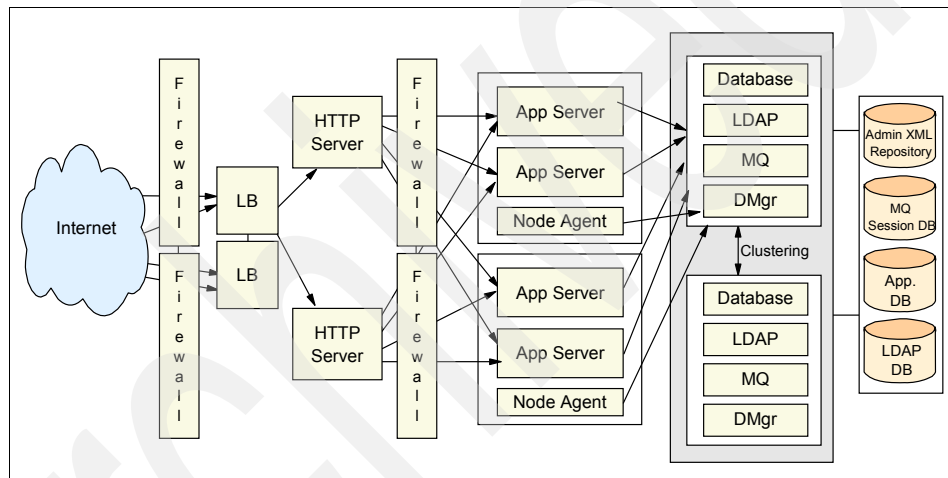 Internet
F
i
r
e
w
a
l
l
F
i
r
e
w
a
l
l
LB
LB
HTTP
Server
HTTP
Server
F
i
r
e
w
a
l
l
F
i
r
e
w
a
l
l
App Server
App Server
Node Agent
App Server
App Server
Node Agent
Database
LDAP
MQ
DMgr
Clustering
Database
LDAP
MQ
DMgr
Admin XML
Repository
MQ
Session DB
App.
DB
LDAP
DB